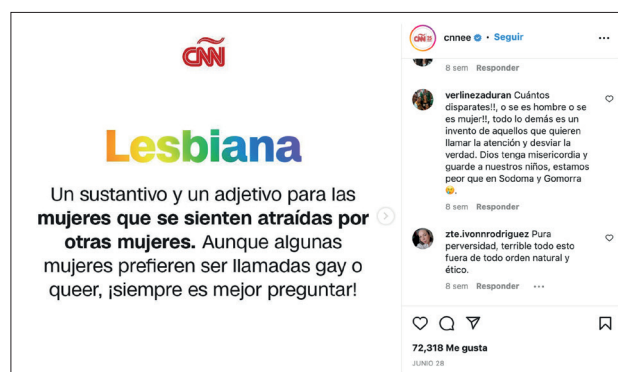 CNN
Lesbiana
Un sustantivo y un adjetivo para las
mujeres que se sienten atraídas por
otras mujeres. Aunque algunas
mujeres prefieren ser llamadas gay o
queer, ¡siempre es mejor preguntar!
cnnee • Seguir
8 sem Responder
verlinezaduran Cuántos
disparates!!, o se es hombre o se
es mujer!!, todo lo demás es un
invento de aquellos que quieren
llamar la atención y desviar la
verdad. Dios tenga misericordia y
guarde a nuestros niños, estamos
peor que en Sodoma y Gomorra
😢.
8 sem Responder
zte.ivonnrodriguez Pura
perversidad, terrible todo esto
fuera de todo orden natural y
ético.
8 sem Responder
72,318 Me gusta
JUNIO 28